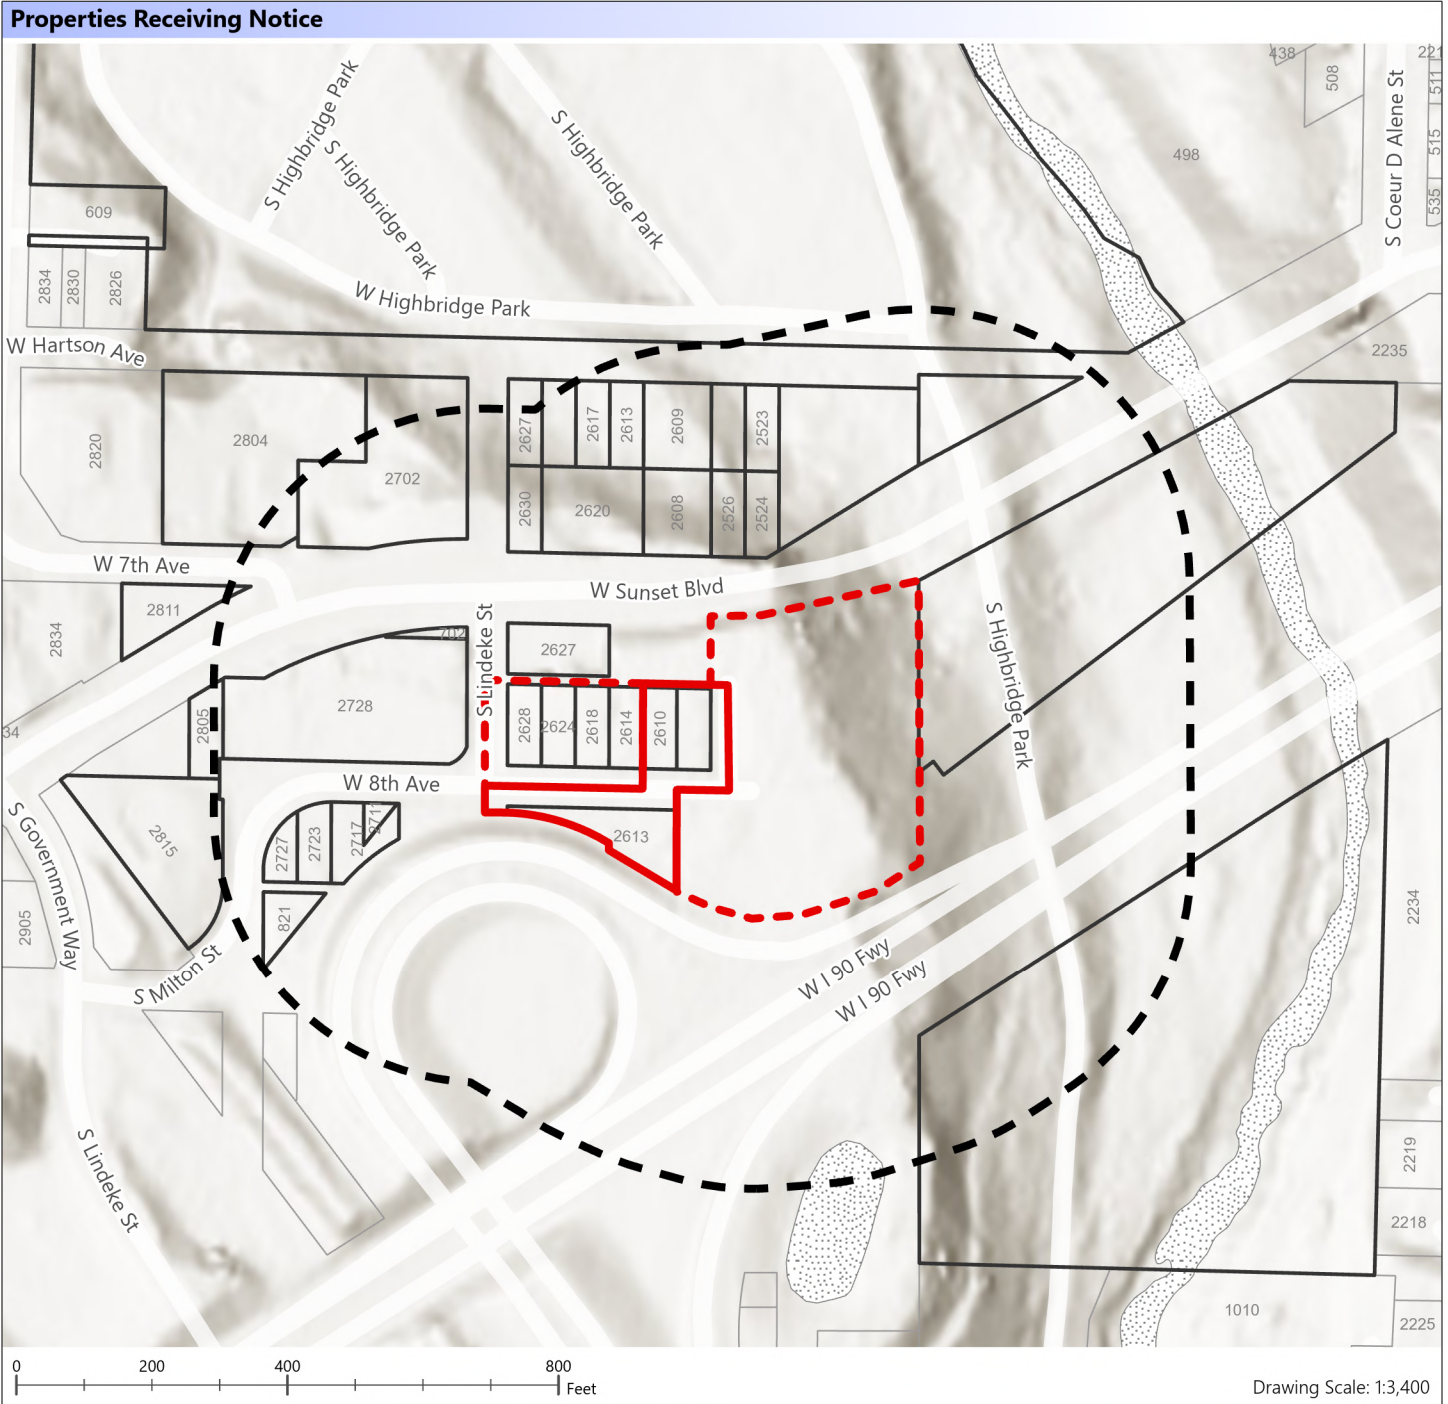 Properties Receiving Notice
438
508
221
511
S Coeur D Alene St
515
498
535
S Highbridge Park
S Highbridge Park
S Highbridge Park
609
2834
2830
2826
W Highbridge Park
W Hartson Ave
2235
2820
2804
2702
2627
2617
2613
2609
2523
2630
2620
2608
2526
2524
W 7th Ave
W Sunset Blvd
2811
2834
702
S Lindeke St
2627
S Highbridge Park
34
2805
2728
2628
2624
2618
2614
2610
W 8th Ave
S Government Way
2815
2727
2723
2717
2711
2613
821
2905
2234
S Milton St
W I 90 Fwy
W I 90 Fwy
S Lindeke St
2219
2218
1010
2225
0 200 400 800
Feet
Drawing Scale: 1:3,400